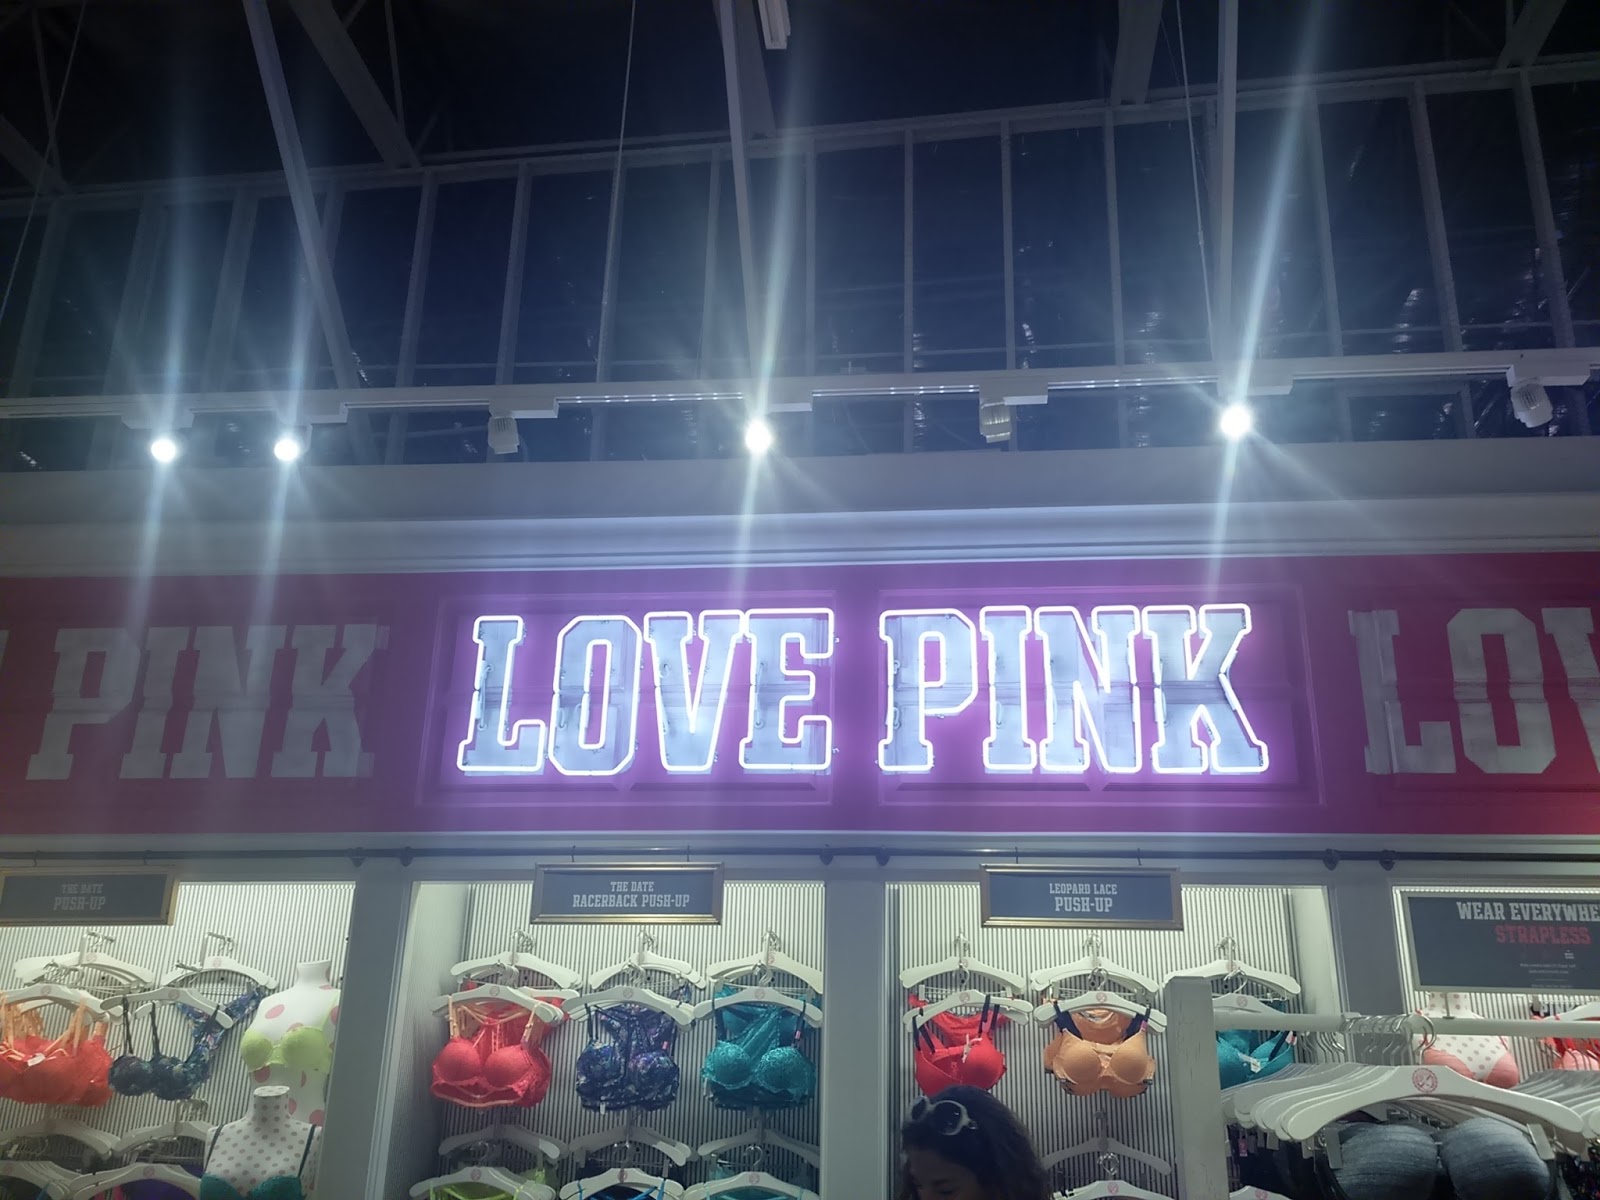 PINK
LOVE PINK
LOV
THE DATE
PUSH-UP
THE DATE
RACERBACK PUSH-UP
LEOPARD LACE
PUSH-UP
WEAR EVERYWHE
STRAPLESS